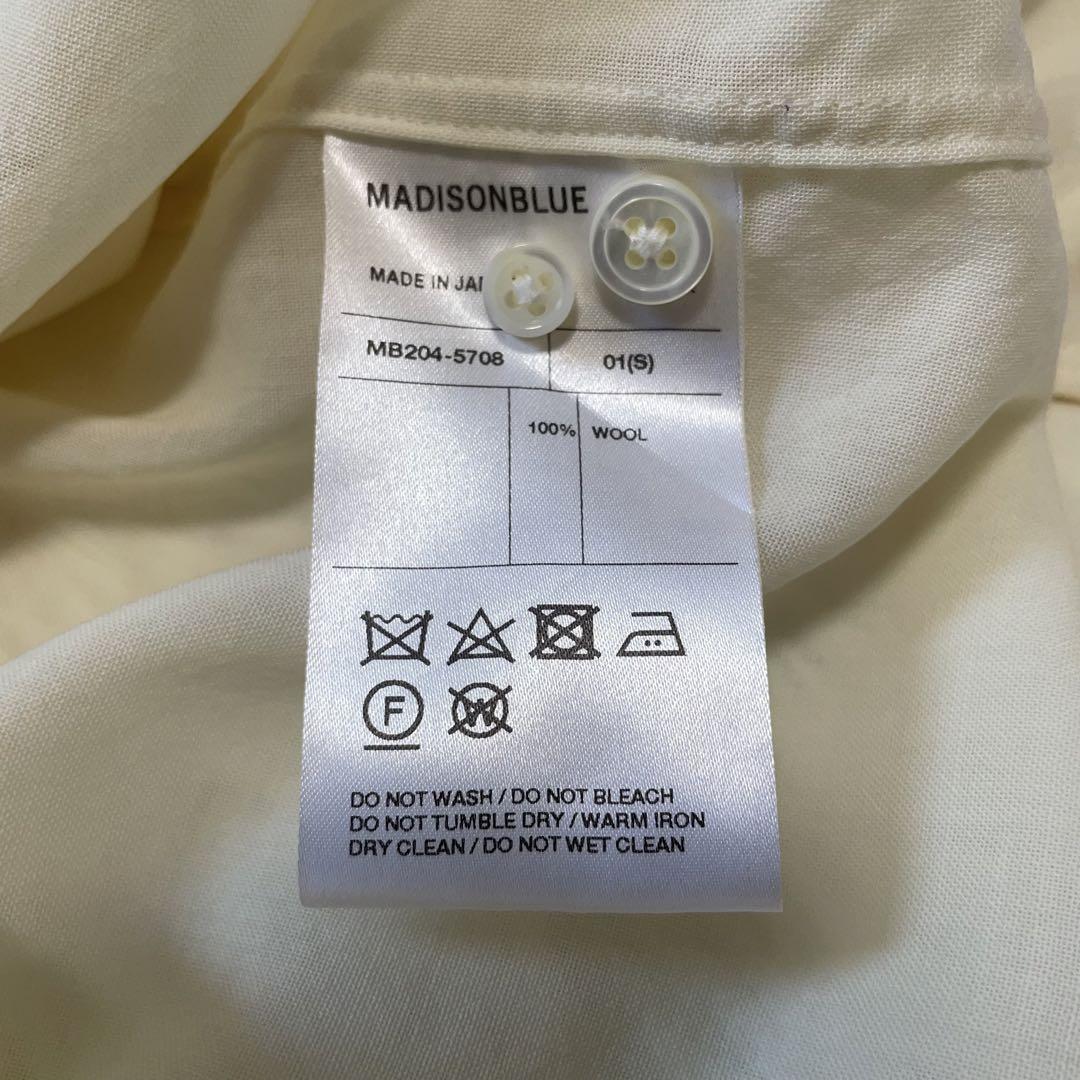 MADISONBLUE
MADE IN
MB204-5708 01(S)
100% WOOL
F
W
DO NOT WASH / DO NOT BLEACH
DO NOT TUMBLE DRY / WARM IRON
DRY CLEAN / DO NOT WET CLEAN